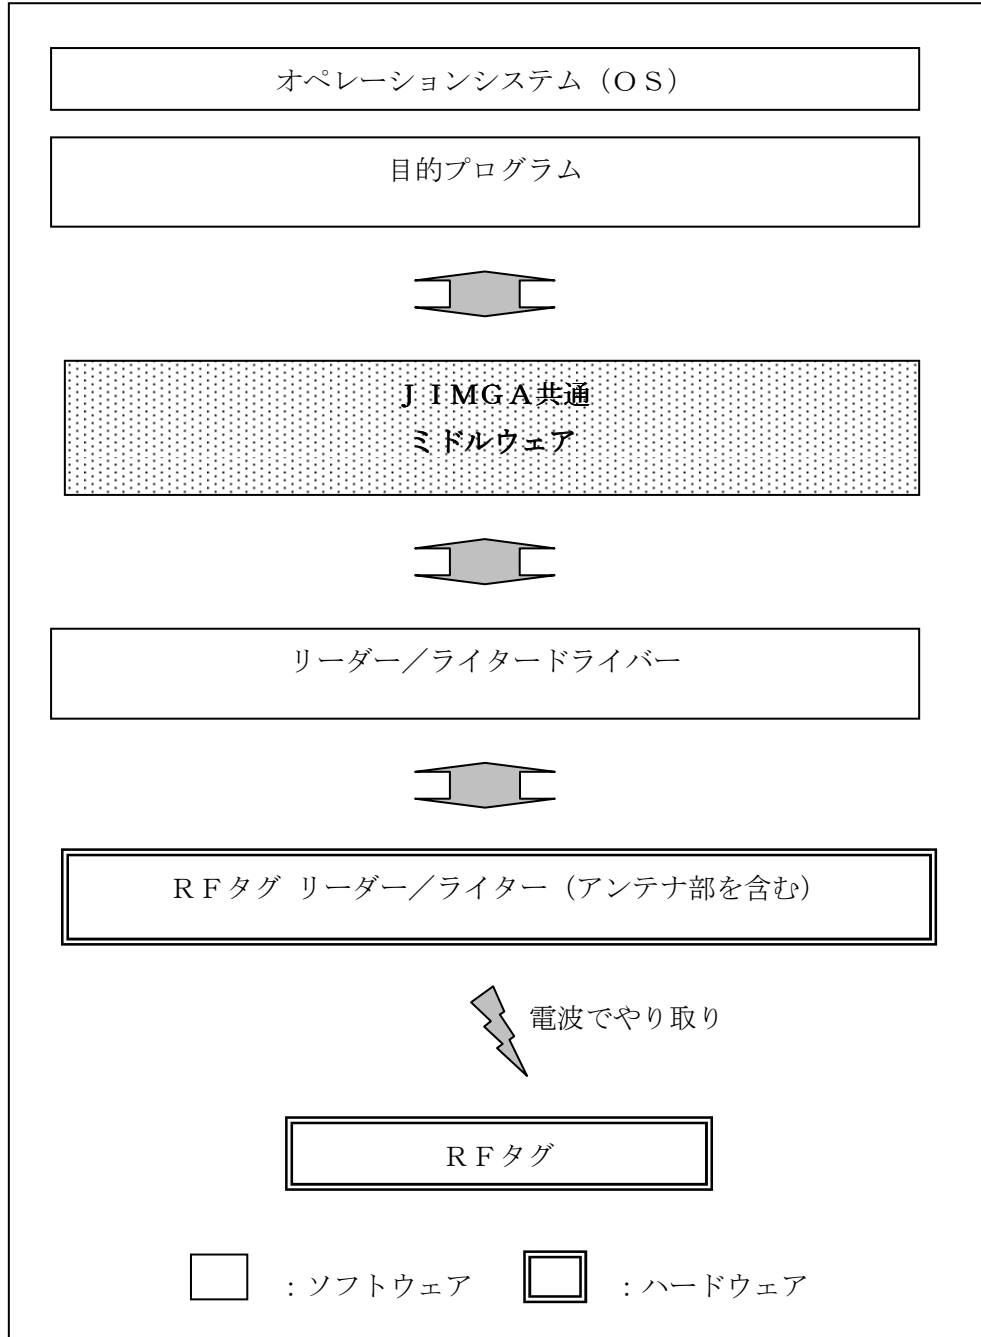 オペレーションシステム（ＯＳ）
目的プログラム
ＪＩＭＧＡ共通
ミドルウェア
リーダー／ライタードライバー
ＲＦタグ リーダー／ライター（アンテナ部を含む）
電波でやり取り
ＲＦタグ
：ソフトウェア ：ハードウェア